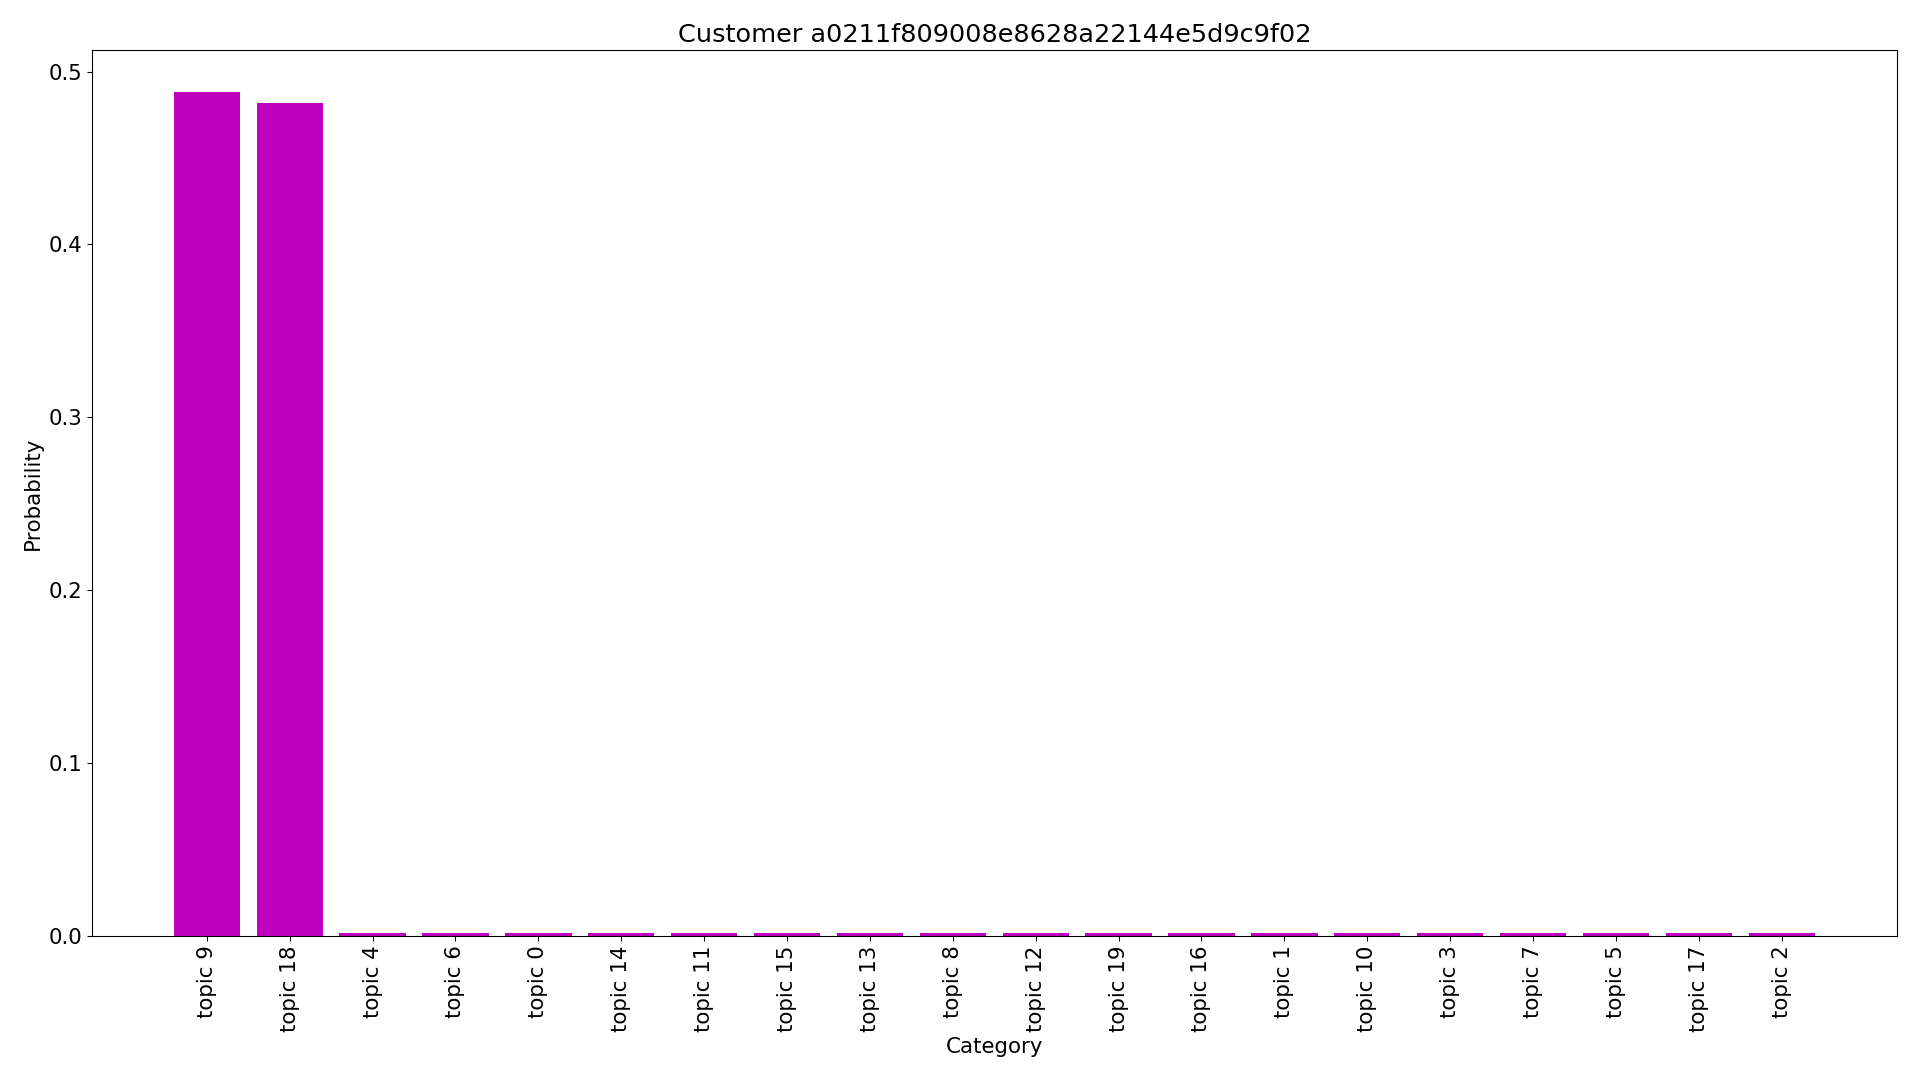 Customer a0211f809008e8628a22144e5d9c9f02
Probability
0.5
0.4
0.3
0.2
0.1
0.0
topic 9
topic 18
topic 4
topic 6
topic 0
topic 14
topic 11
topic 15
topic 13
topic 8
topic 12
topic 19
topic 16
topic 1
topic 10
topic 3
topic 7
topic 5
topic 17
topic 2
Category